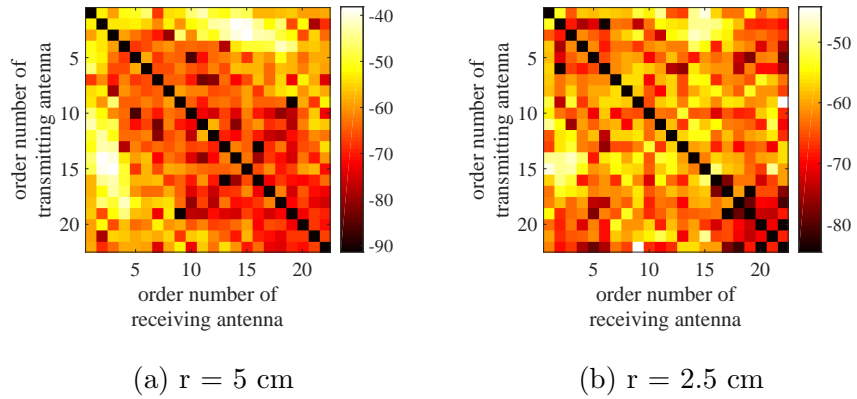 5
10
15
20
order number of
transmitting antenna
5 10 15 20
order number of
receiving antenna
-40
-50
-60
-70
-80
-90
(a) r = 5 cm
5
10
15
20
order number of
transmitting antenna
5 10 15 20
order number of
receiving antenna
-50
-60
-70
-80
(b) r = 2.5 cm